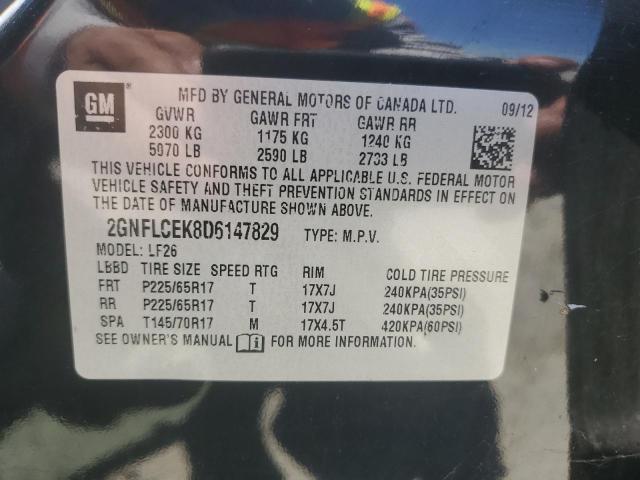 GM
MFD BY GENERAL MOTORS OF CANADA LTD. 09/12
GVWR GAWR FRT GAWR RR
2300 KG 1175 KG 1240 KG
5070 LB 2590 LB 2733 LB
THIS VEHICLE CONFORMS TO ALL APPLICABLE U.S. FEDERAL MOTOR
VEHICLE SAFETY AND THEFT PREVENTION STANDARDS IN EFFECT ON
THE DATE OF MANUFACTURE SHOWN ABOVE.
2GNFLCEK8D6147829 TYPE: M.P.V.
MODEL: LF26
LBBD TIRE SIZE SPEED RTG RIM COLD TIRE PRESSURE
FRT P225/65R17 T 17X7J 240KPA(35PSI)
RR P225/65R17 T 17X7J 240KPA(35PSI)
SPA T145/70R17 M 17X4.5T 420KPA(60PSI)
SEE OWNER'S MANUAL i FOR MORE INFORMATION.